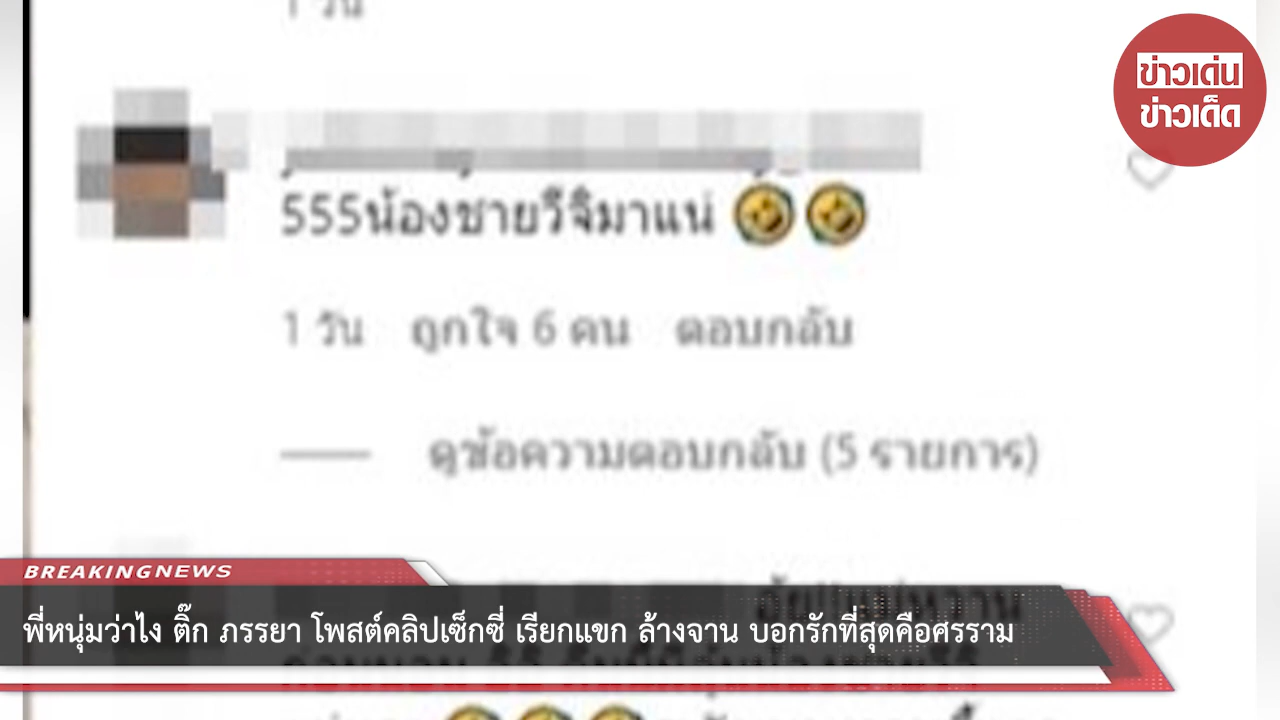 1 วัน
ข่าวเด่น
ข่าวเด็ด
555น้องชายวีจิมาแน่ 🤣🤣
1 วัน ถูกใจ 6 คน ตอบกลับ
ดูข้อความตอบกลับ (5 รายการ)
BREAKINGNEWS
พี่หนุ่มว่าไง ติ๊ก ภรรยา โพสต์คลิปเซ็กซี่ เรียกแขก ล้างจาน บอกรักที่สุดคือศรราม